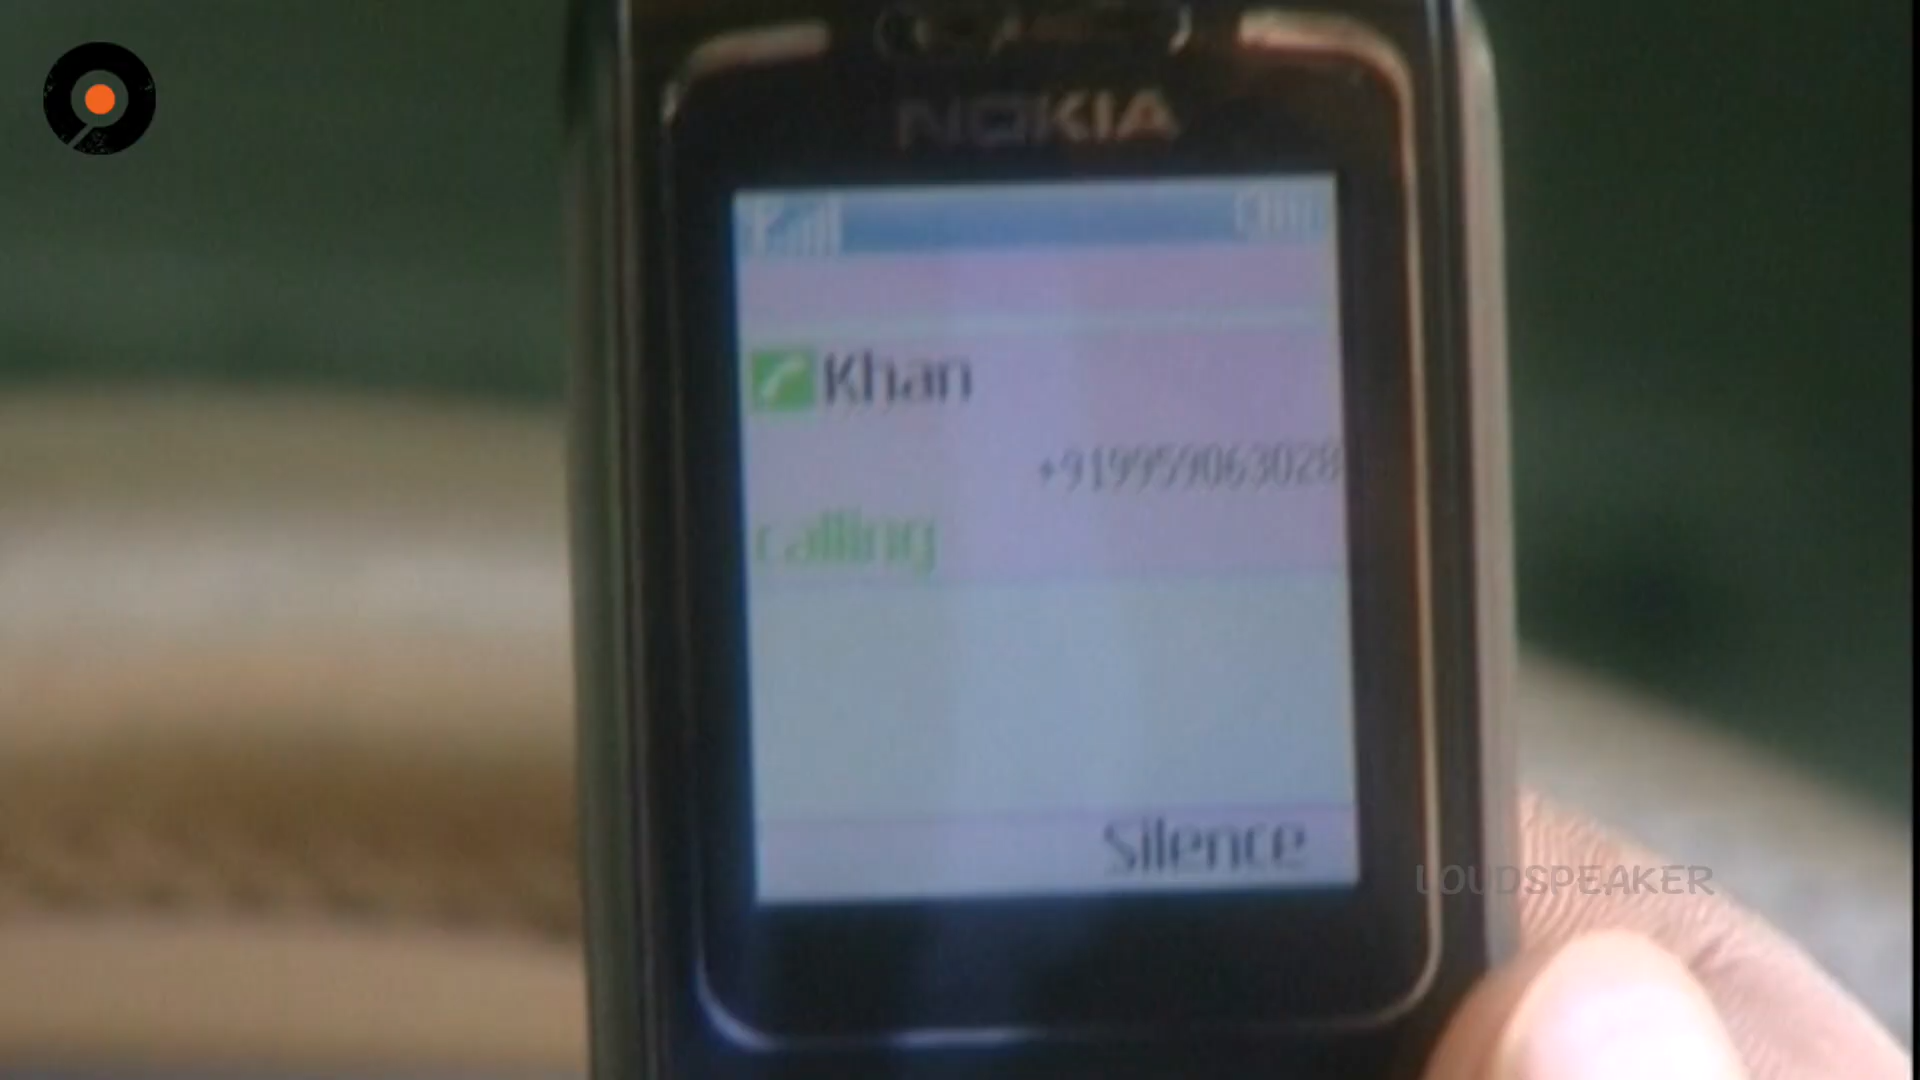 NOKIA
Khan
+919959063028
calling
Silence
LOUDSPEAKER